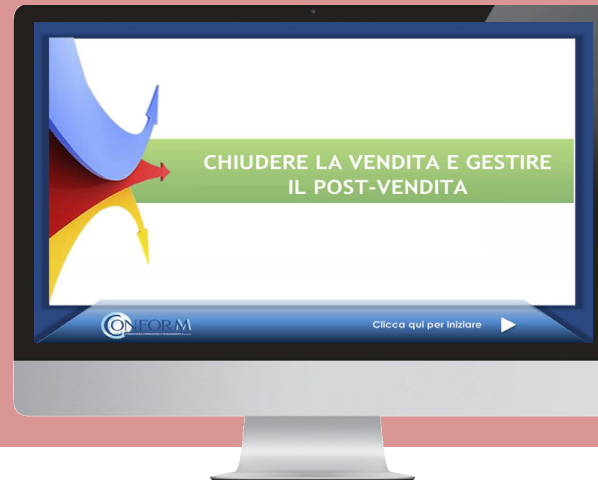 CHIUDERE LA VENDITA E GESTIRE
IL POST-VENDITA
CONFORM
Clicca qui per iniziare